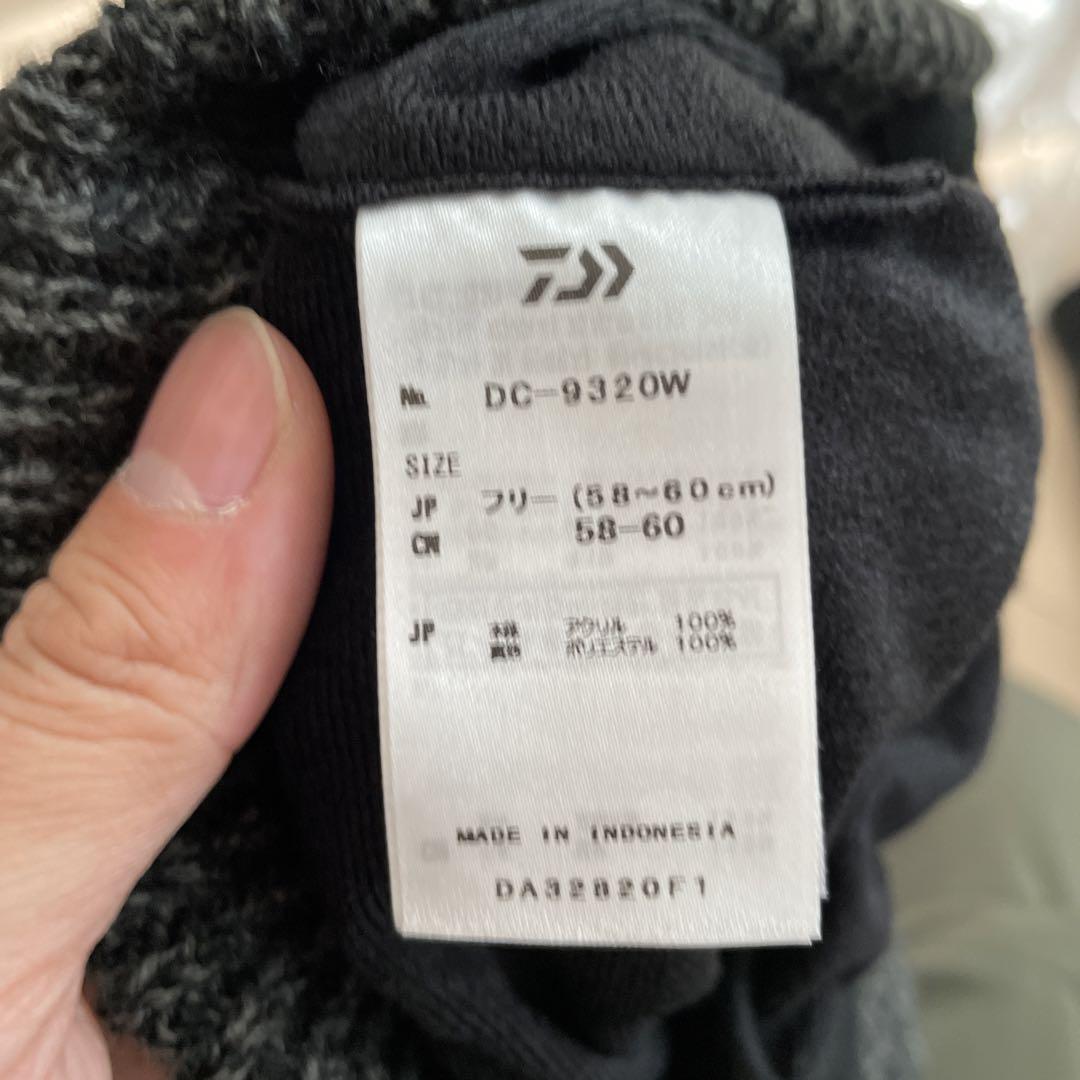 No. DC-9320W
SIZE
JP フリー (58~60cm)
CN 58-60
JP 本体 アクリル 100%
裏地 ポリエステル 100%
MADE IN INDONESIA
DA32820F1